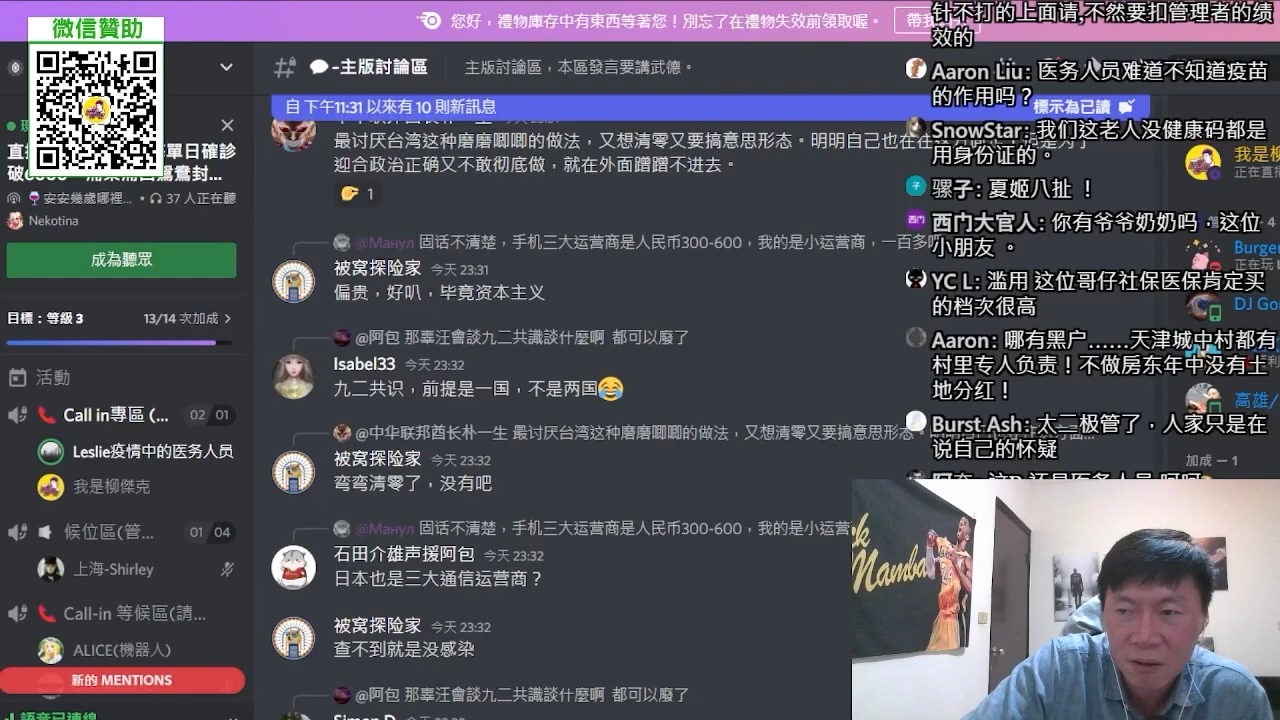 微信贊助
您好，禮物庫存中有東西等著您！別忘了在禮物失效前領取喔。
-主版討論區
主版討論區，本區發言要講武德。
自 下午11:31 以來有 10 則新訊息
標示為已讀
最讨厌台湾这种磨磨唧唧的做法，又想清零又要搞意思形态。明明自己也在
迎合政治正确又不敢彻底做，就在外面蹭蹭不进去。
1
@Манул 固话不清楚，手机三大运营商是人民币300-600，我的是小运营商，一百多
被窝探险家 今天 23:31
偏贵，好叭，毕竟资本主义
@阿包 那辜汪會談九二共識談什麼啊 都可以廢了
Isabel33 今天 23:32
九二共识，前提是一国，不是两国😂
@中华联邦酋长朴一生 最讨厌台湾这种磨磨唧唧的做法，又想清零又要搞意思形态。
被窝探险家 今天 23:32
弯弯清零了，没有吧
@Манул 固话不清楚，手机三大运营商是人民币300-600，我的是小运营
石田介雄声援阿包 今天 23:32
日本也是三大通信运营商？
被窝探险家 今天 23:32
查不到就是没感染
@阿包 那辜汪會談九二共識談什麼啊 都可以廢了
單日確診
安安幾歲哪裡... • 37 人正在聽
Nekotina
成為聽眾
目標：等級 3 13/14 次加成
活動
Call in專區 (... 02 01
Leslie疫情中的医务人员
我是柳傑克
候位區(管... 01 04
上海-Shirley
Call-in 等候區(請...
ALICE(機器人)
新的 MENTIONS
針不打的上面请,不然要扣管理者的绩
效的
Aaron Liu: 医务人员难道不知道疫苗
的作用吗？
SnowStar: 我们这老人没健康码都是
用身份证的。
骡子: 夏姬八扯 ！
西门大官人: 你有爷爷奶奶吗，这位
小朋友 。
YC L: 滥用 这位哥仔社保医保肯定买
的档次很高
Aaron: 哪有黑户……天津城中村都有
村里专人负责！不做房东年中没有土
地分红！
Burst Ash: 太三极管了，人家只是在
说自己的怀疑
Burger
DJ Go
高雄/
加成 — 1
Mamba